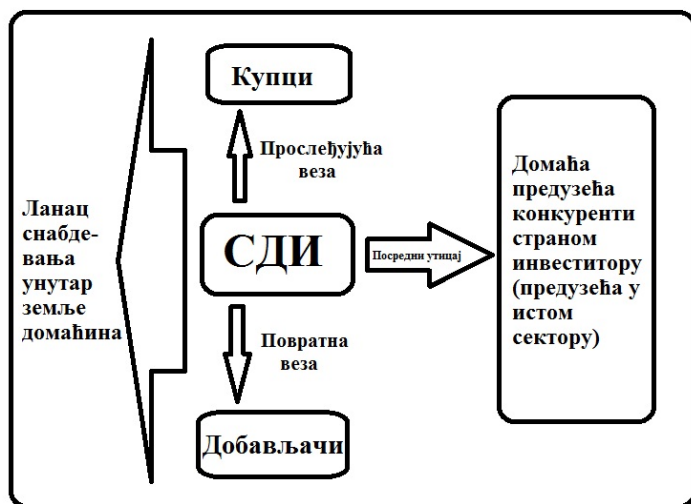 Купци
Прослеђујућа
веза
Ланац
снабде-
вања
унутар
земље
домаћина
СДИ
Посредни утицај
Домаћа
предузећа
конкуренти
страном
инвеститору
(предузећа у
истом
сектору)
Повратна
веза
Добављачи